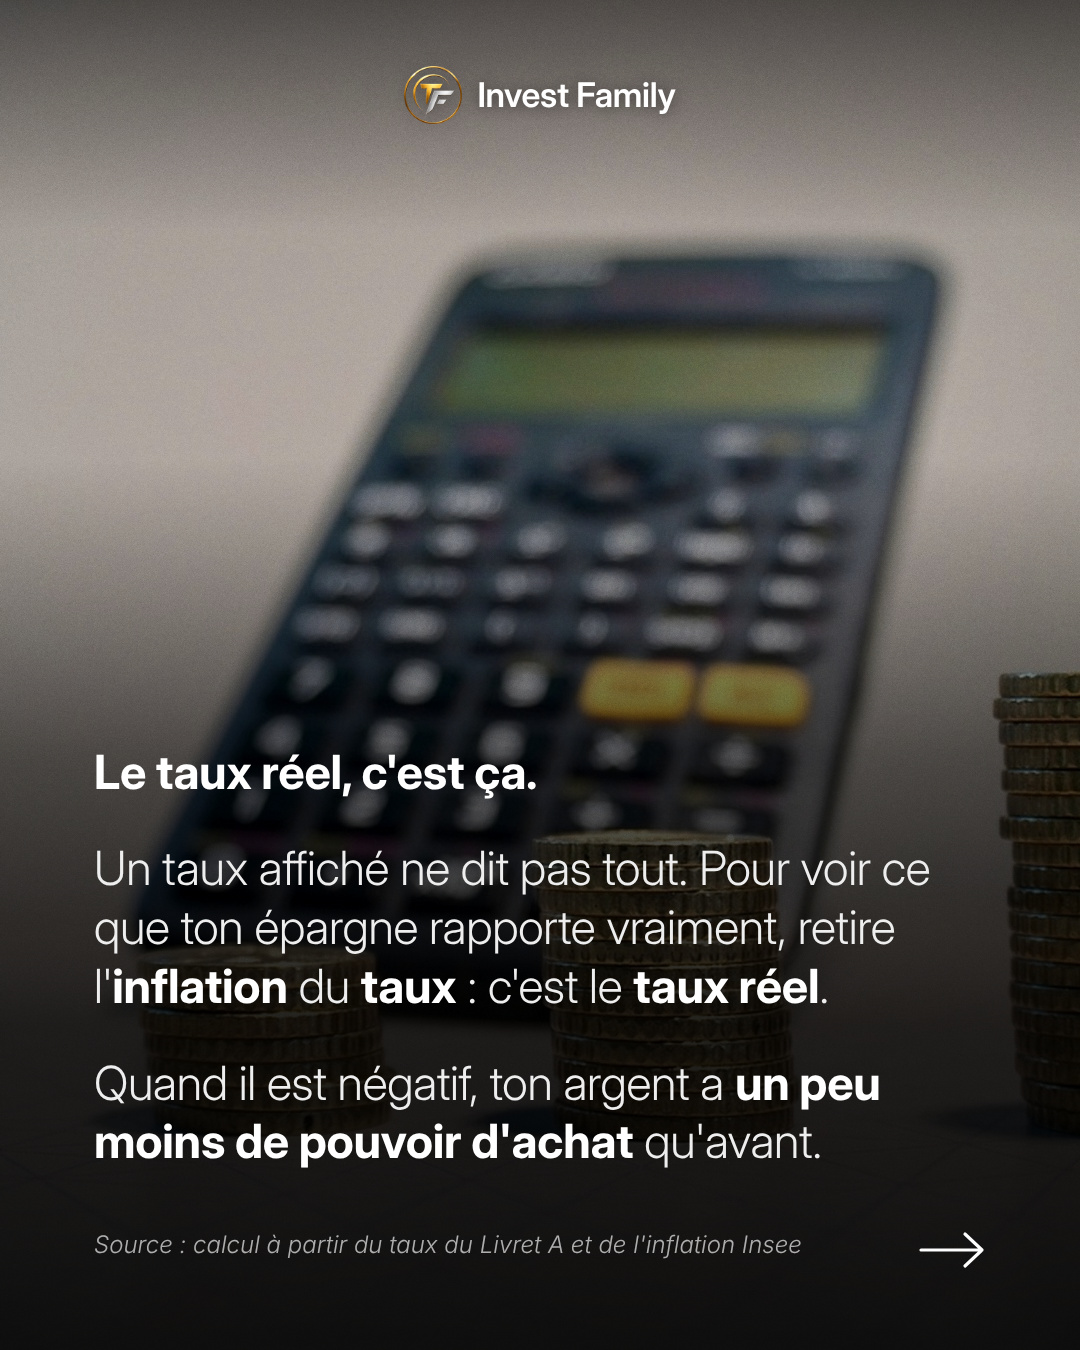 Invest Family
Le taux réel, c'est ça.
Un taux affiché ne dit pas tout. Pour voir ce
que ton épargne rapporte vraiment, retire
l'inflation du taux : c'est le taux réel.
Quand il est négatif, ton argent a un peu
moins de pouvoir d'achat qu'avant.
Source : calcul à partir du taux du Livret A et de l'inflation Insee